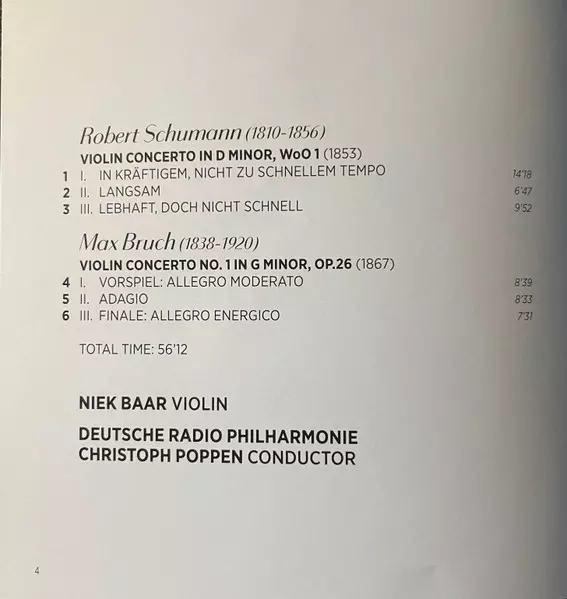 Robert Schumann (1810-1856)
VIOLIN CONCERTO IN D MINOR, WoO 1 (1853)
1 I. IN KRÄFTIGEM, NICHT ZU SCHNELLEM TEMPO 14'18
2 II. LANGSAM 6'47
3 III. LEBHAFT, DOCH NICHT SCHNELL 9'52
Max Bruch (1838-1920)
VIOLIN CONCERTO NO. 1 IN G MINOR, OP.26 (1867)
4 I. VORSPIEL: ALLEGRO MODERATO 8'39
5 II. ADAGIO 8'33
6 III. FINALE: ALLEGRO ENERGICO 7'31
TOTAL TIME: 56'12
NIEK BAAR VIOLIN
DEUTSCHE RADIO PHILHARMONIE
CHRISTOPH POPPEN CONDUCTOR
4